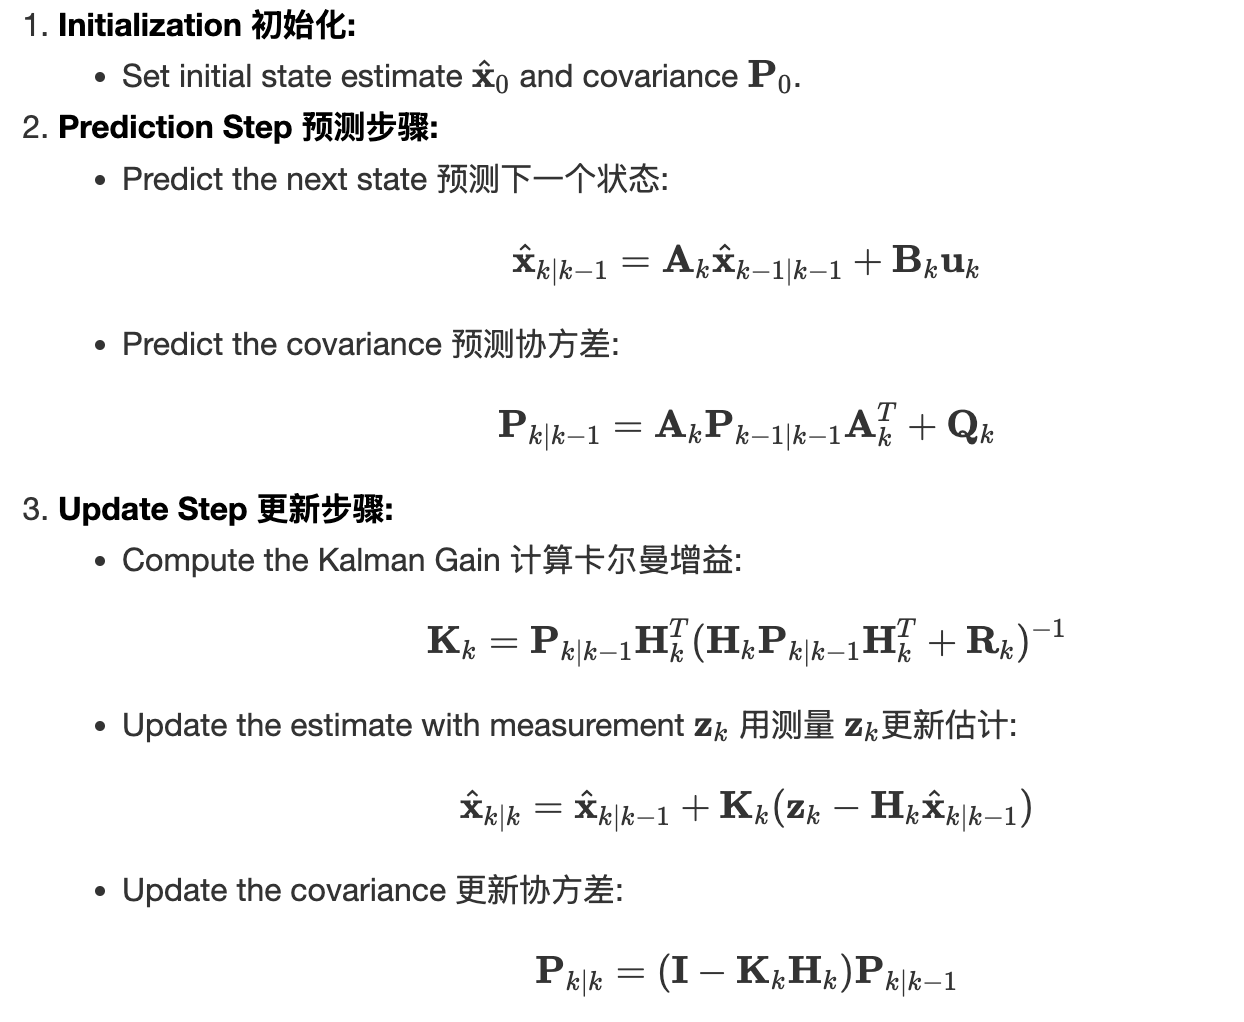 1. Initialization 初始化:
• Set initial state estimate x̂₀ and covariance P₀.
2. Prediction Step 预测步骤:
• Predict the next state 预测下一个状态:
$\hat{\mathbf{x}}_{k|k-1} = \mathbf{A}_k \hat{\mathbf{x}}_{k-1|k-1} + \mathbf{B}_k \mathbf{u}_k$
• Predict the covariance 预测协方差:
$\mathbf{P}_{k|k-1} = \mathbf{A}_k \mathbf{P}_{k-1|k-1} \mathbf{A}_k^T + \mathbf{Q}_k$
3. Update Step 更新步骤:
• Compute the Kalman Gain 计算卡尔曼增益:
$\mathbf{K}_k = \mathbf{P}_{k|k-1} \mathbf{H}_k^T (\mathbf{H}_k \mathbf{P}_{k|k-1} \mathbf{H}_k^T + \mathbf{R}_k)^{-1}$
• Update the estimate with measurement $\mathbf{z}_k$ 用测量 $\mathbf{z}_k$更新估计:
$\hat{\mathbf{x}}_{k|k} = \hat{\mathbf{x}}_{k|k-1} + \mathbf{K}_k (\mathbf{z}_k - \mathbf{H}_k \hat{\mathbf{x}}_{k|k-1})$
• Update the covariance 更新协方差:
$\mathbf{P}_{k|k} = (\mathbf{I} - \mathbf{K}_k \mathbf{H}_k) \mathbf{P}_{k|k-1}$